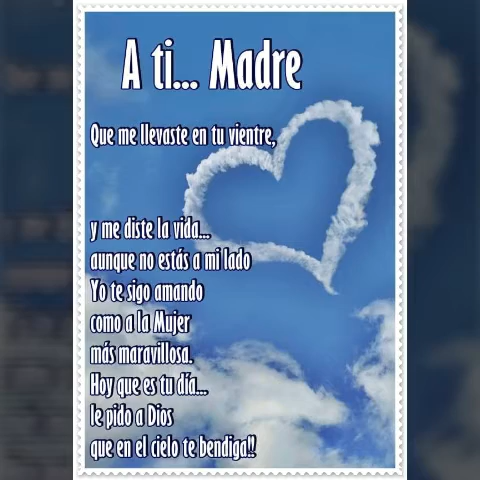 A ti... Madre
Que me llevaste en tu vientre,
y me diste la vida...
aunque no estás a mi lado
Yo te sigo amando
como a la Mujer
más maravillosa.
Hoy que es tu día...
le pido a Dios
que en el cielo te bendiga!!